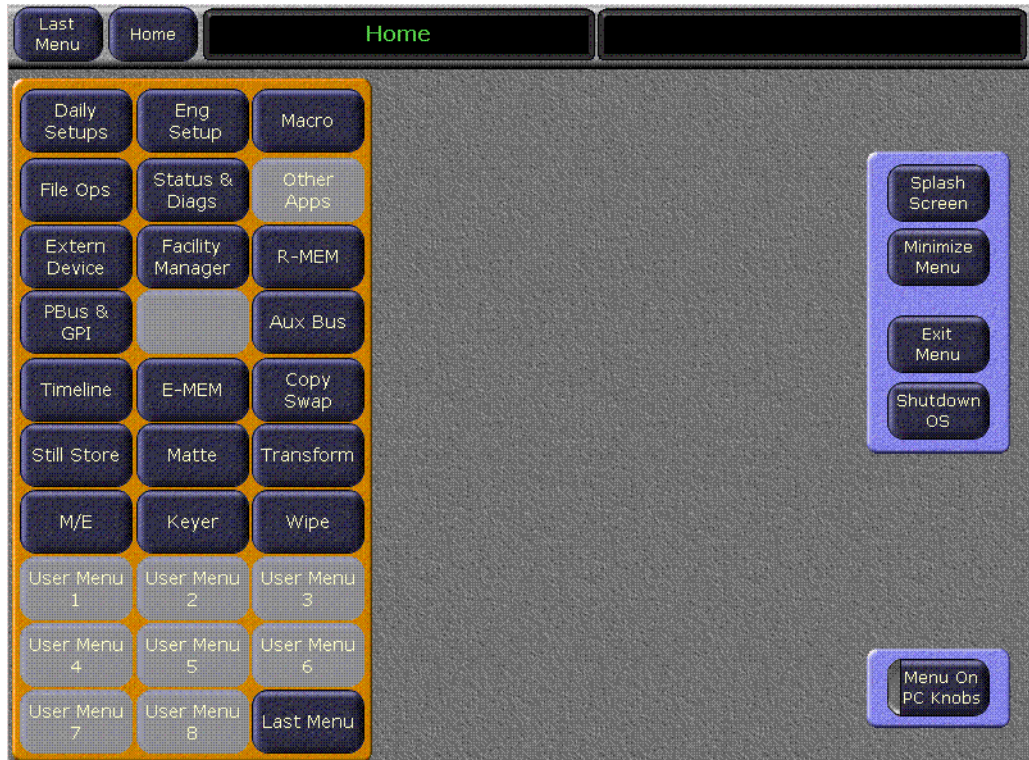 Last
Menu
Home
Home
Daily
Setups
Eng
Setup
Macro
File Ops
Status &
Diags
Other
Apps
Extern
Device
Facility
Manager
R-MEM
PBus &
GPI
Aux Bus
Timeline
E-MEM
Copy
Swap
Still Store
Matte
Transform
M/E
Keyer
Wipe
User Menu
1
User Menu
2
User Menu
3
User Menu
4
User Menu
5
User Menu
6
User Menu
7
User Menu
8
Last Menu
Splash
Screen
Minimize
Menu
Exit
Menu
Shutdown
OS
Menu On
PC Knobs